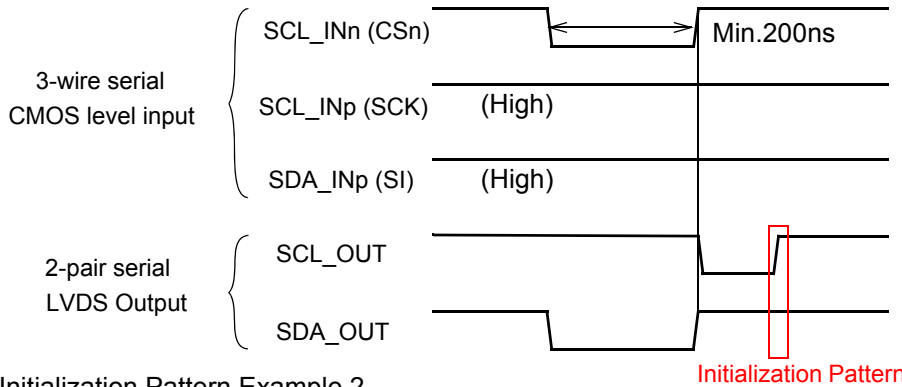 SCL_INn (CSn)
Min.200ns
3-wire serial
CMOS level input
SCL_INp (SCK)
(High)
SDA_INp (SI)
(High)
SCL_OUT
2-pair serial
LVDS Output
SDA_OUT
Initialization Pattern
Initialization Pattern Example 2